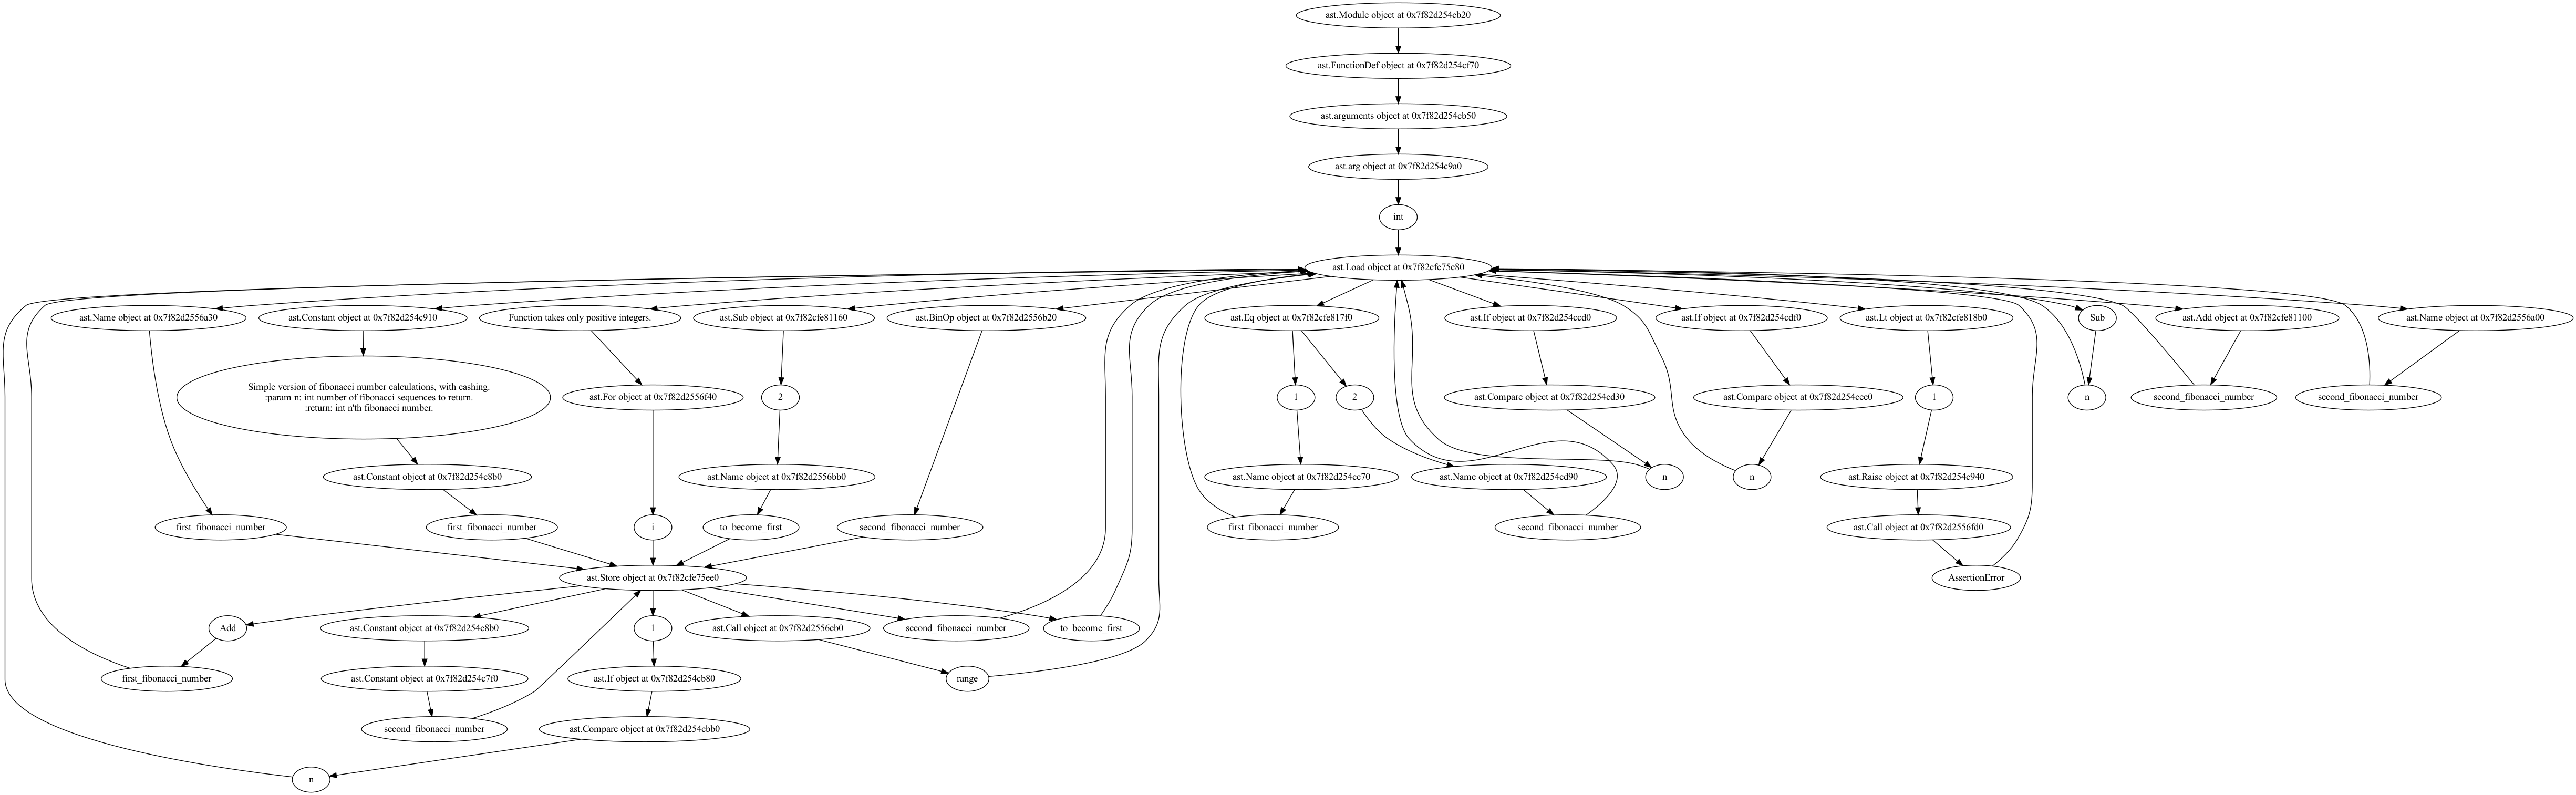 ast.Module object at 0x7f82d254cb20
ast.FunctionDef object at 0x7f82d254cf70
ast.arguments object at 0x7f82d254cb50
ast.arg object at 0x7f82d254c9a0
int
ast.Load object at 0x7f82cfe75e80
ast.Name object at 0x7f82d2556a30
ast.Constant object at 0x7f82d254c910
Function takes only positive integers.
ast.Sub object at 0x7f82cfe81160
ast.BinOp object at 0x7f82d2556b20
ast.Eq object at 0x7f82cfe817f0
ast.If object at 0x7f82d254ccd0
ast.If object at 0x7f82d254cdf0
ast.Lt object at 0x7f82cfe818b0
Sub
ast.Add object at 0x7f82cfe81100
ast.Name object at 0x7f82d2556a00
Simple version of fibonacci number calculations, with cashing.
:param n: int number of fibonacci sequences to return.
:return: int n'th fibonacci number.
ast.For object at 0x7f82d2556f40
2
1
2
ast.Compare object at 0x7f82d254cd30
ast.Compare object at 0x7f82d254cee0
1
n
second_fibonacci_number
second_fibonacci_number
ast.Constant object at 0x7f82d254c8b0
ast.Name object at 0x7f82d2556bb0
ast.Name object at 0x7f82d254cc70
ast.Name object at 0x7f82d254cd90
n
n
ast.Raise object at 0x7f82d254c940
first_fibonacci_number
first_fibonacci_number
i
to_become_first
second_fibonacci_number
first_fibonacci_number
second_fibonacci_number
ast.Call object at 0x7f82d2556fd0
ast.Store object at 0x7f82cfe75ee0
AssertionError
Add
ast.Constant object at 0x7f82d254c8b0
1
ast.Call object at 0x7f82d2556eb0
second_fibonacci_number
to_become_first
first_fibonacci_number
ast.Constant object at 0x7f82d254c7f0
ast.If object at 0x7f82d254cb80
range
second_fibonacci_number
ast.Compare object at 0x7f82d254cbb0
n